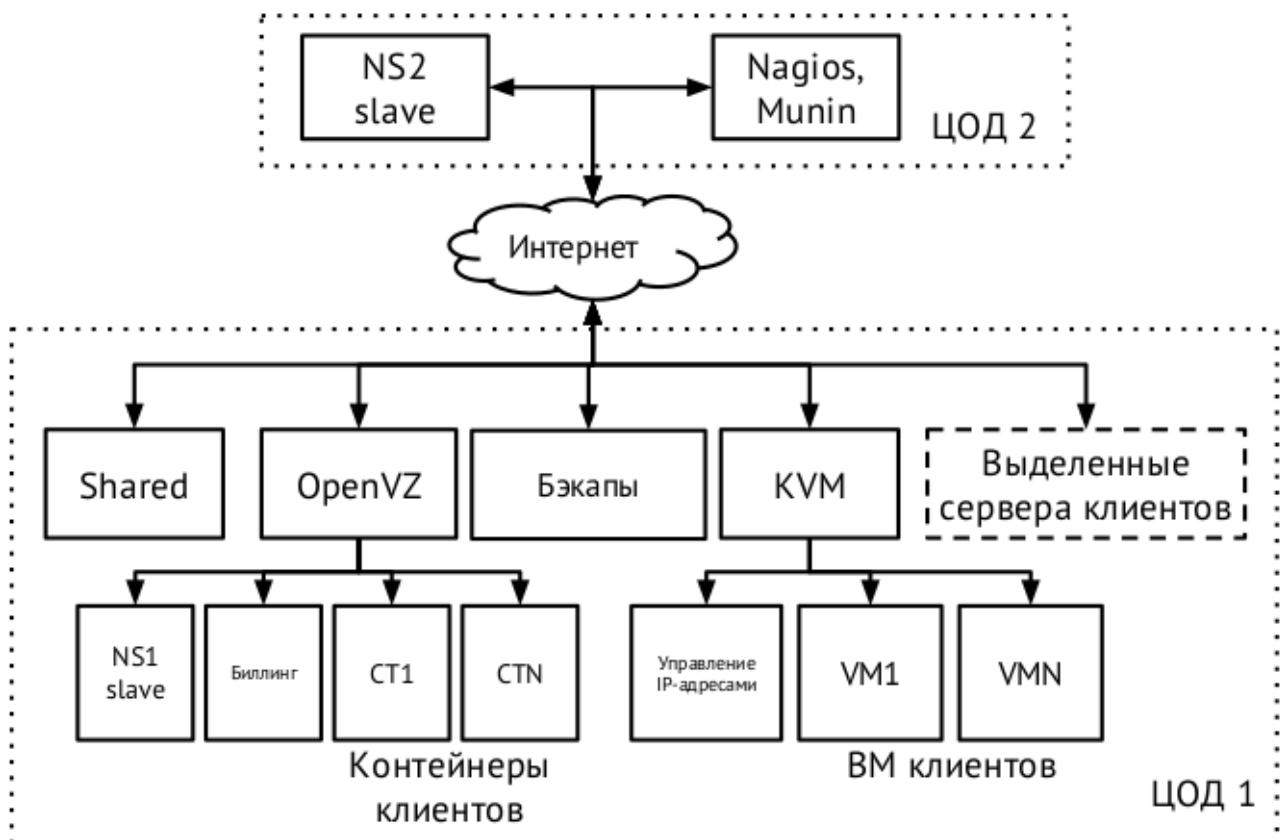 NS2
slave
Nagios,
Munin
ЦОД 2
Интернет
Shared
OpenVZ
Бэкапы
KVM
Выделенные
сервера клиентов
NS1
slave
Биллинг
CT1
CTN
Управление
IP-адресами
VM1
VMN
Контейнеры
клиентов
ВМ клиентов
ЦОД 1